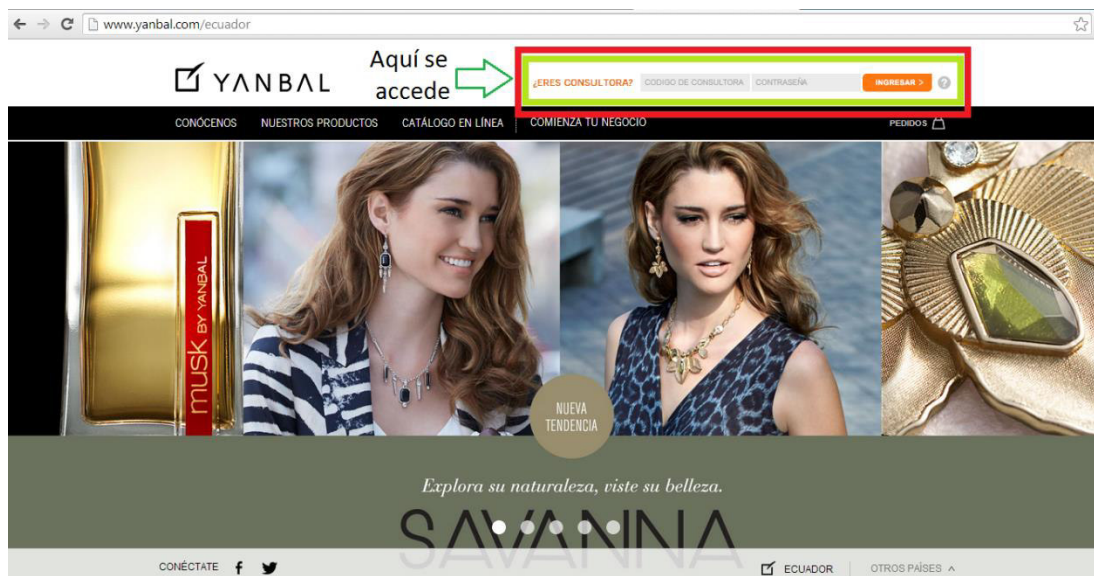 www.yanbal.com/ecuador
Aquí se
accede
YANBAL
¿ERES CONSULTORA? CODIGO DE CONSULTORA CONTRASEÑA INGRESAR > ?
CONÓCENOS NUESTROS PRODUCTOS CATÁLOGO EN LÍNEA COMIENZA TU NEGOCIO PEDIDOS
musk BY YANBAL
NUEVA
TENDENCIA
Explora su naturaleza, viste su belleza.
SAVANNA
CONÉCTATE f ECUADOR OTROS PAÍSES